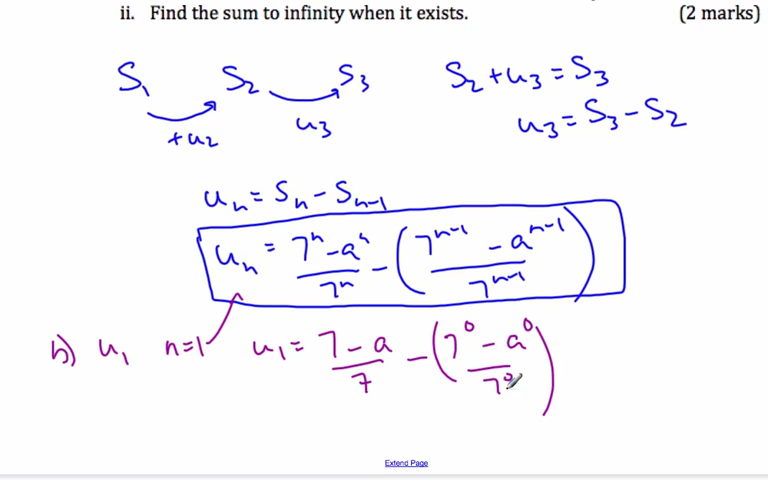 ii. Find the sum to infinity when it exists. (2 marks)
S₁ S₂ S₃ S₂ + u₃ = S₃
+u₂ u₃ u₃ = S₃ − S₂
uₙ = Sₙ − Sₙ₋₁
uₙ = (7ⁿ − aⁿ)/7ⁿ − ((7ⁿ⁻¹ − aⁿ⁻¹)/7ⁿ⁻¹)
b) u₁ n=1 u₁ = (7 − a)/7 − ((7⁰ − a⁰)/7⁰)
Extend Page